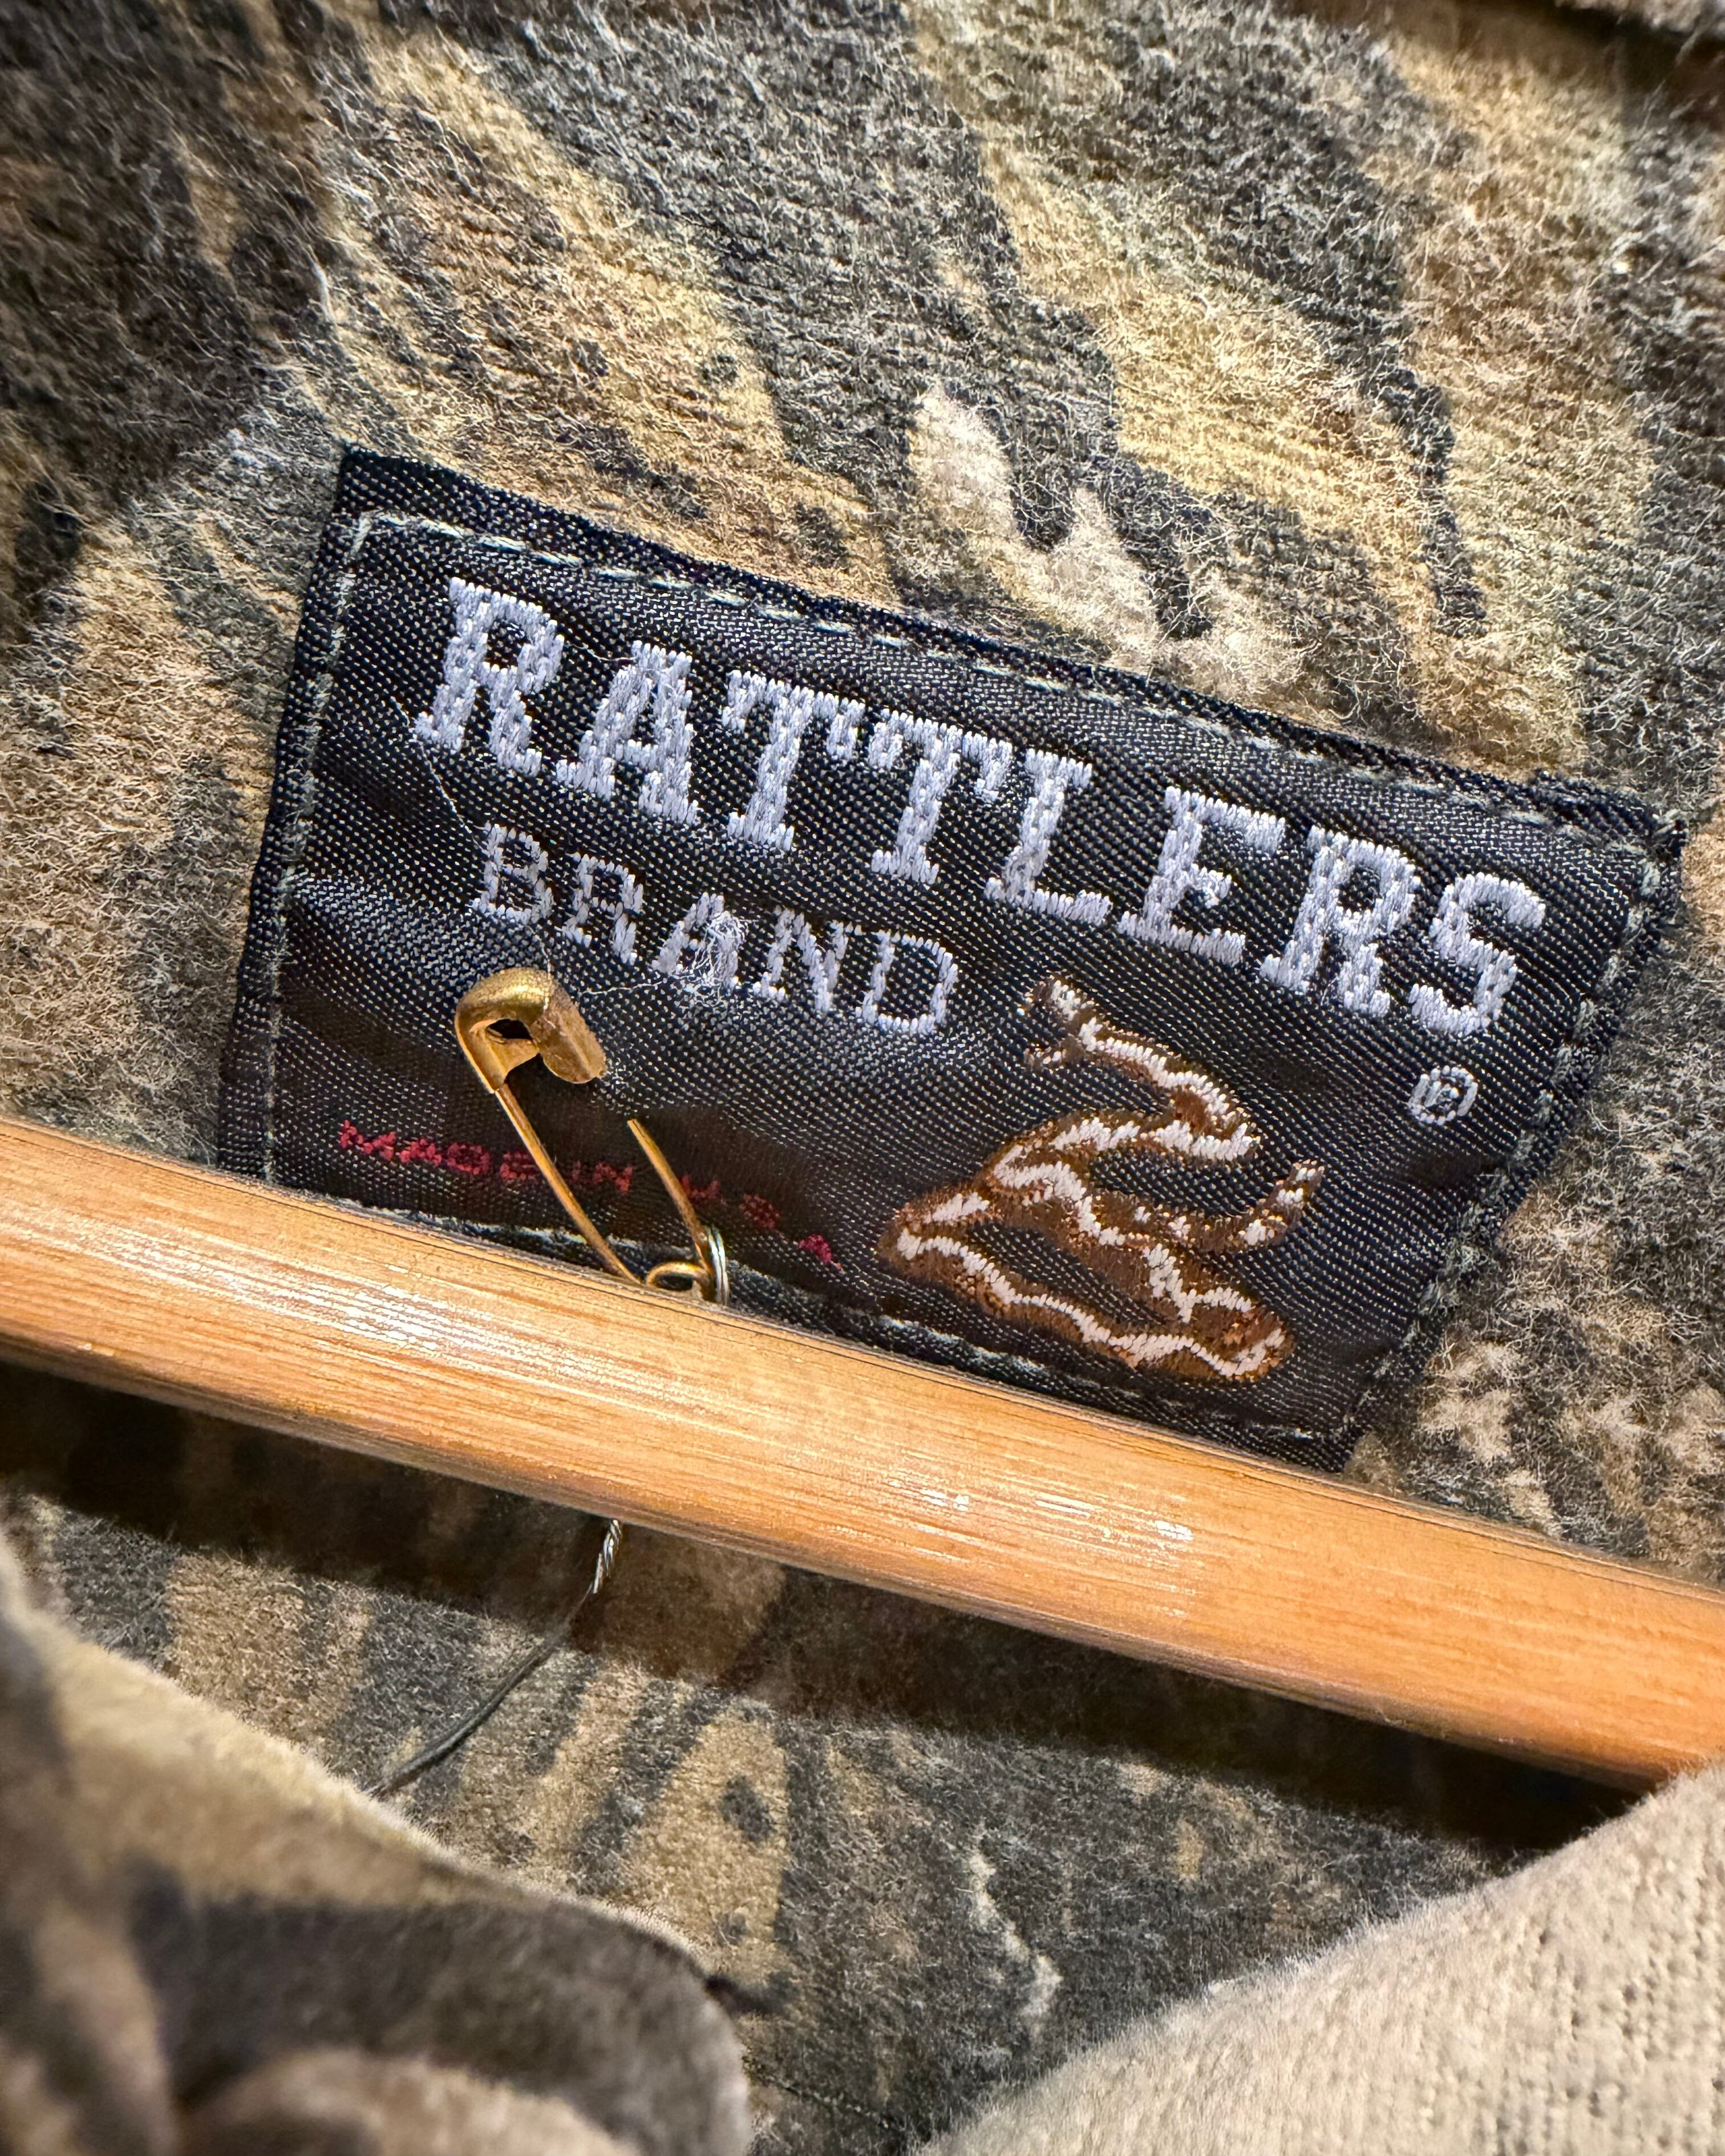 RATTLERS
BRAND
®
MADE IN U.S.A.